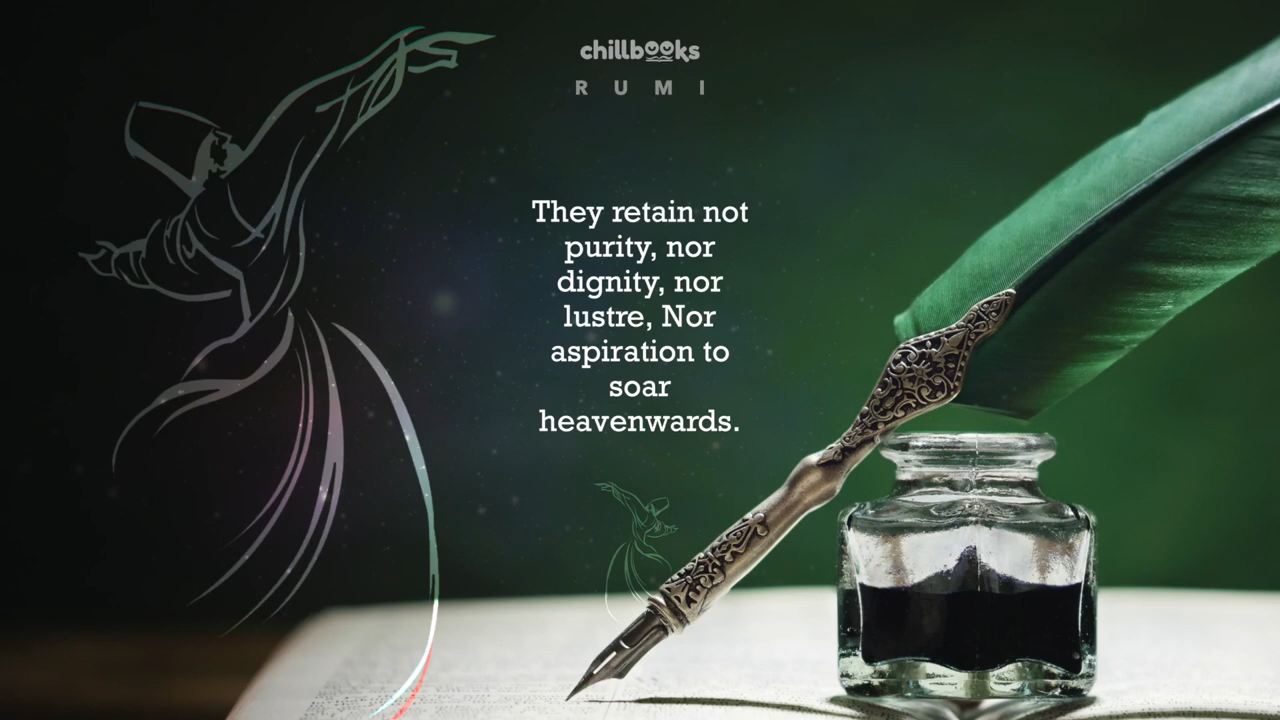 chillbooks
RUMI
They retain not
purity, nor
dignity, nor
lustre, Nor
aspiration to
soar
heavenwards.